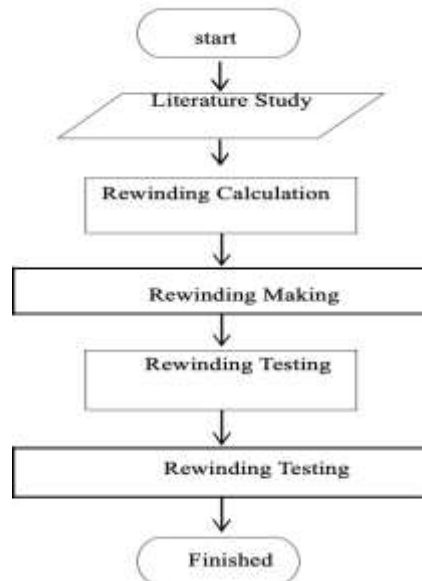 start
Literature Study
Rewinding Calculation
Rewinding Making
Rewinding Testing
Rewinding Testing
Finished